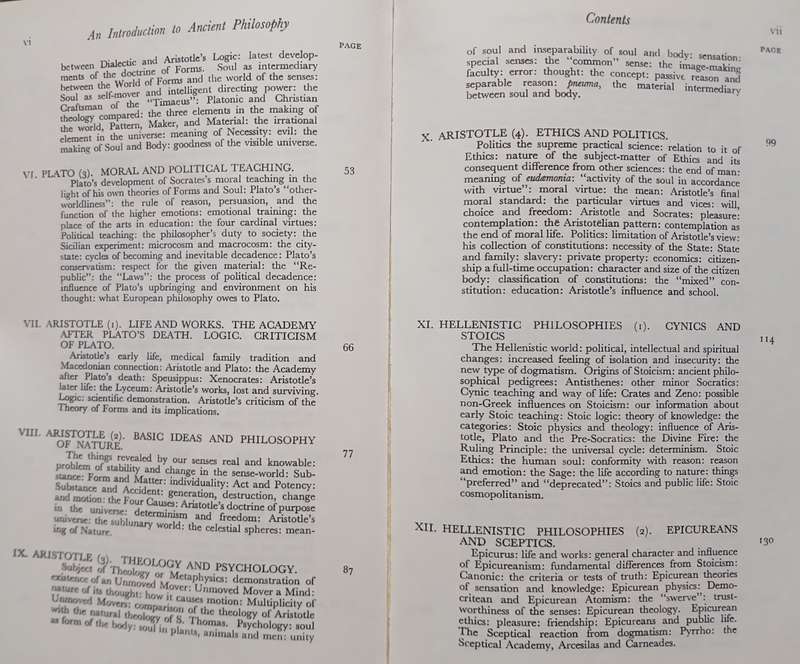 vi
An Introduction to Ancient Philosophy
PAGE
between Dialectic and Aristotle's Logic: latest develop-
ments of the doctrine of Forms. Soul as intermediary
between the World of Forms and the world of the senses:
Soul as self-mover and intelligent directing power: the
Craftsman of the "Timaeus": Platonic and Christian
theology compared: the three elements in the making of
the world, Pattern, Maker, and Material: the irrational
element in the universe: meaning of Necessity: evil: the
making of Soul and Body: goodness of the visible universe.
VI. PLATO (3). MORAL AND POLITICAL TEACHING. 53
Plato's development of Socrates's moral teaching in the
light of his own theories of Forms and Soul: Plato's "other-
worldliness": the rule of reason, persuasion, and the
function of the higher emotions: emotional training: the
place of the arts in education: the four cardinal virtues:
Political teaching: the philosopher's duty to society: the
Sicilian experiment: microcosm and macrocosm: the city-
state: cycles of becoming and inevitable decadence: Plato's
conservatism: respect for the given material: the "Re-
public": the "Laws": the process of political decadence:
influence of Plato's upbringing and environment on his
thought: what European philosophy owes to Plato.
VII. ARISTOTLE (1). LIFE AND WORKS. THE ACADEMY
AFTER PLATO'S DEATH. LOGIC. CRITICISM
OF PLATO. 66
Aristotle's early life, medical family tradition and
Macedonian connection: Aristotle and Plato: the Academy
after Plato's death: Speusippus: Xenocrates: Aristotle's
later life: the Lyceum: Aristotle's works, lost and surviving.
Logic: scientific demonstration. Aristotle's criticism of the
Theory of Forms and its implications.
VIII. ARISTOTLE (2). BASIC IDEAS AND PHILOSOPHY
OF NATURE. 77
The things revealed by our senses real and knowable:
problem of stability and change in the sense-world: Sub-
stance: Form and Matter: individuality: Act and Potency:
Substance and Accident: generation, destruction, change
and motion: the Four Causes: Aristotle's doctrine of purpose
in the universe: determinism and freedom: Aristotle's
universe: the sublunary world: the celestial spheres: mean-
ing of Nature.
IX. ARISTOTLE (3). THEOLOGY AND PSYCHOLOGY. 87
Subject of Theology or Metaphysics: demonstration of
existence of an Unmoved Mover: Unmoved Mover a Mind:
nature of its thought: how it causes motion: Multiplicity of
Unmoved Movers: comparison of the theology of Aristotle
with the natural theology of S. Thomas. Psychology: soul
as form of the body: soul in plants, animals and men: unity
Contents
vii
PAGE
of soul and inseparability of soul and body: sensation:
special senses: the "common" sense: the image-making
faculty: error: thought: the concept: passive reason and
separable reason: pneuma, the material intermediary
between soul and body.
X. ARISTOTLE (4). ETHICS AND POLITICS. 99
Politics the supreme practical science: relation to it of
Ethics: nature of the subject-matter of Ethics and its
consequent difference from other sciences: the end of man:
meaning of eudæmonia: "activity of the soul in accordance
with virtue": moral virtue: the mean: Aristotle's final
moral standard: the particular virtues and vices: will,
choice and freedom: Aristotle and Socrates: pleasure:
contemplation: the Aristotelian pattern: contemplation as
the end of moral life. Politics: limitation of Aristotle's view:
his collection of constitutions: necessity of the State: State
and family: slavery: private property: economics: citizen-
ship a full-time occupation: character and size of the citizen
body: classification of constitutions: the "mixed" con-
stitution: education: Aristotle's influence and school.
XI. HELLENISTIC PHILOSOPHIES (1). CYNICS AND
STOICS 114
The Hellenistic world: political, intellectual and spiritual
changes: increased feeling of isolation and insecurity: the
new type of dogmatism. Origins of Stoicism: ancient philo-
sophical pedigrees: Antisthenes: other minor Socratics:
Cynic teaching and way of life: Crates and Zeno: possible
non-Greek influences on Stoicism: our information about
early Stoic teaching: Stoic logic: theory of knowledge: the
categories: Stoic physics and theology: influence of Aris-
totle, Plato and the Pre-Socratics: the Divine Fire: the
Ruling Principle: the universal cycle: determinism. Stoic
Ethics: the human soul: conformity with reason: reason
and emotion: the Sage: the life according to nature: things
"preferred" and "deprecated": Stoics and public life: Stoic
cosmopolitanism.
XII. HELLENISTIC PHILOSOPHIES (2). EPICUREANS
AND SCEPTICS. 130
Epicurus: life and works: general character and influence
of Epicureanism: fundamental differences from Stoicism:
Canonic: the criteria or tests of truth: Epicurean theories
of sensation and knowledge: Epicurean physics: Demo-
critean and Epicurean Atomism: the "swerve": trust-
worthiness of the senses: Epicurean theology. Epicurean
ethics: pleasure: friendship: Epicureans and public life.
The Sceptical reaction from dogmatism: Pyrrho: the
Sceptical Academy, Arcesilas and Carneades.